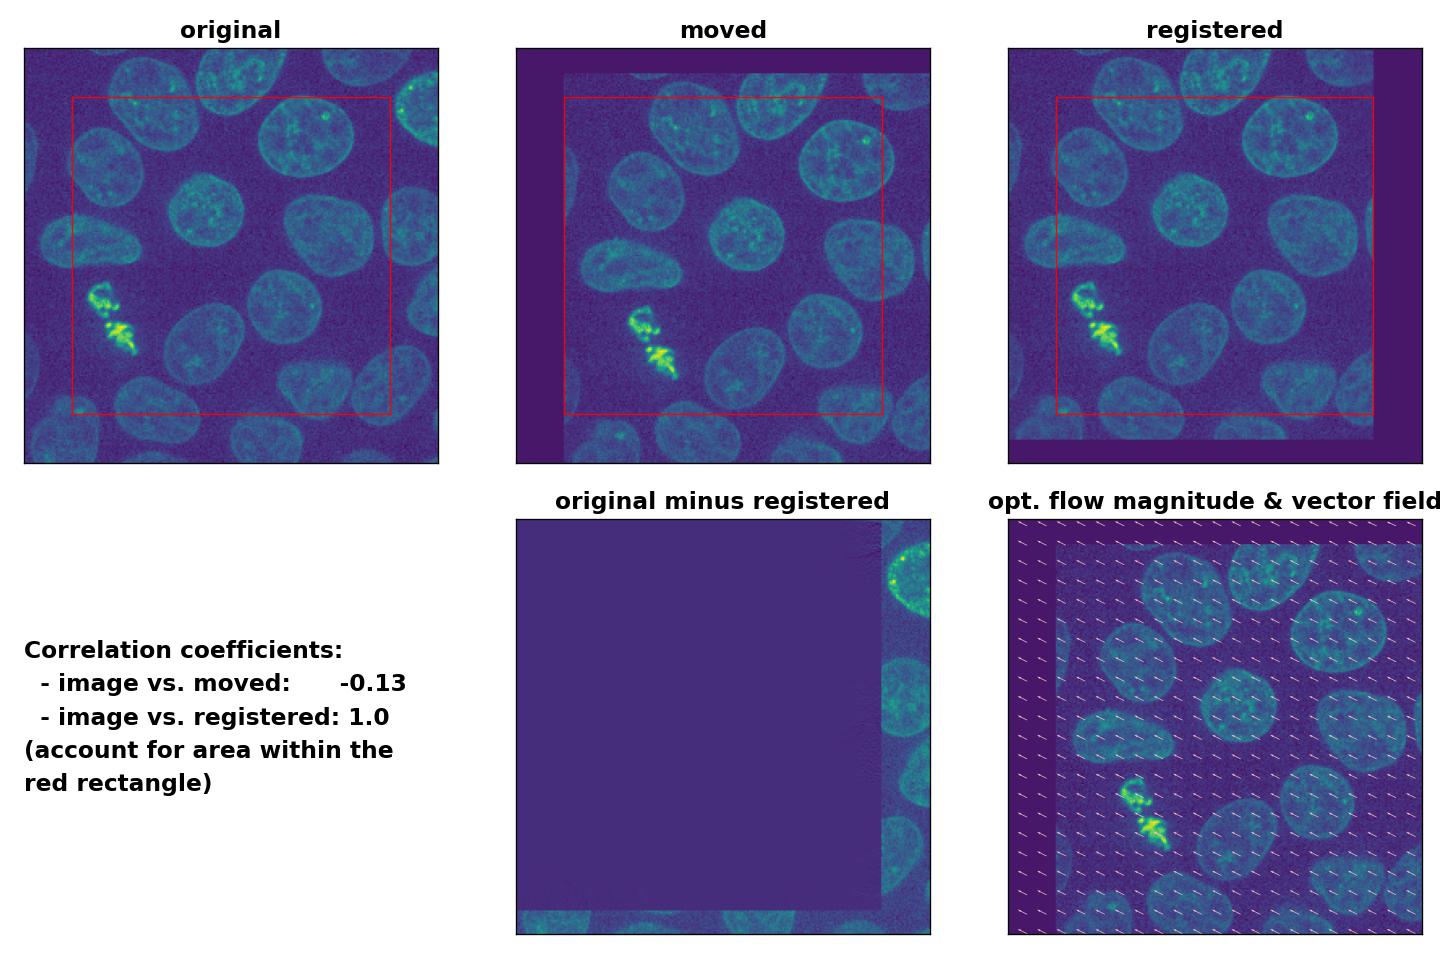 original
moved
registered
original minus registered
opt. flow magnitude & vector field
Correlation coefficients:
- image vs. moved: -0.13
- image vs. registered: 1.0
(account for area within the
red rectangle)